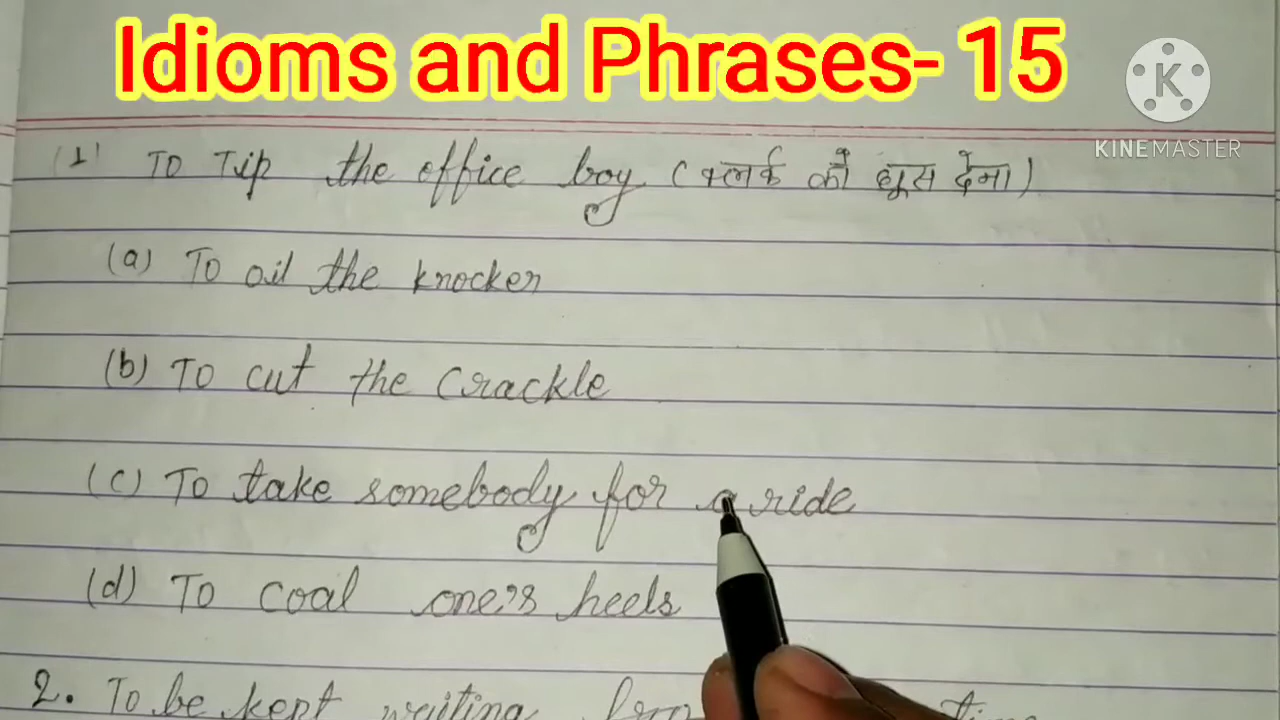 Idioms and Phrases- 15
K
KINEMASTER
(1) To Tip the office boy (क्लर्क को घूस देना)
(a) To oil the knocker
(b) To cut the Crackle
(c) To take somebody for a ride
(d) To coal one's heels
2. To be kept waiting